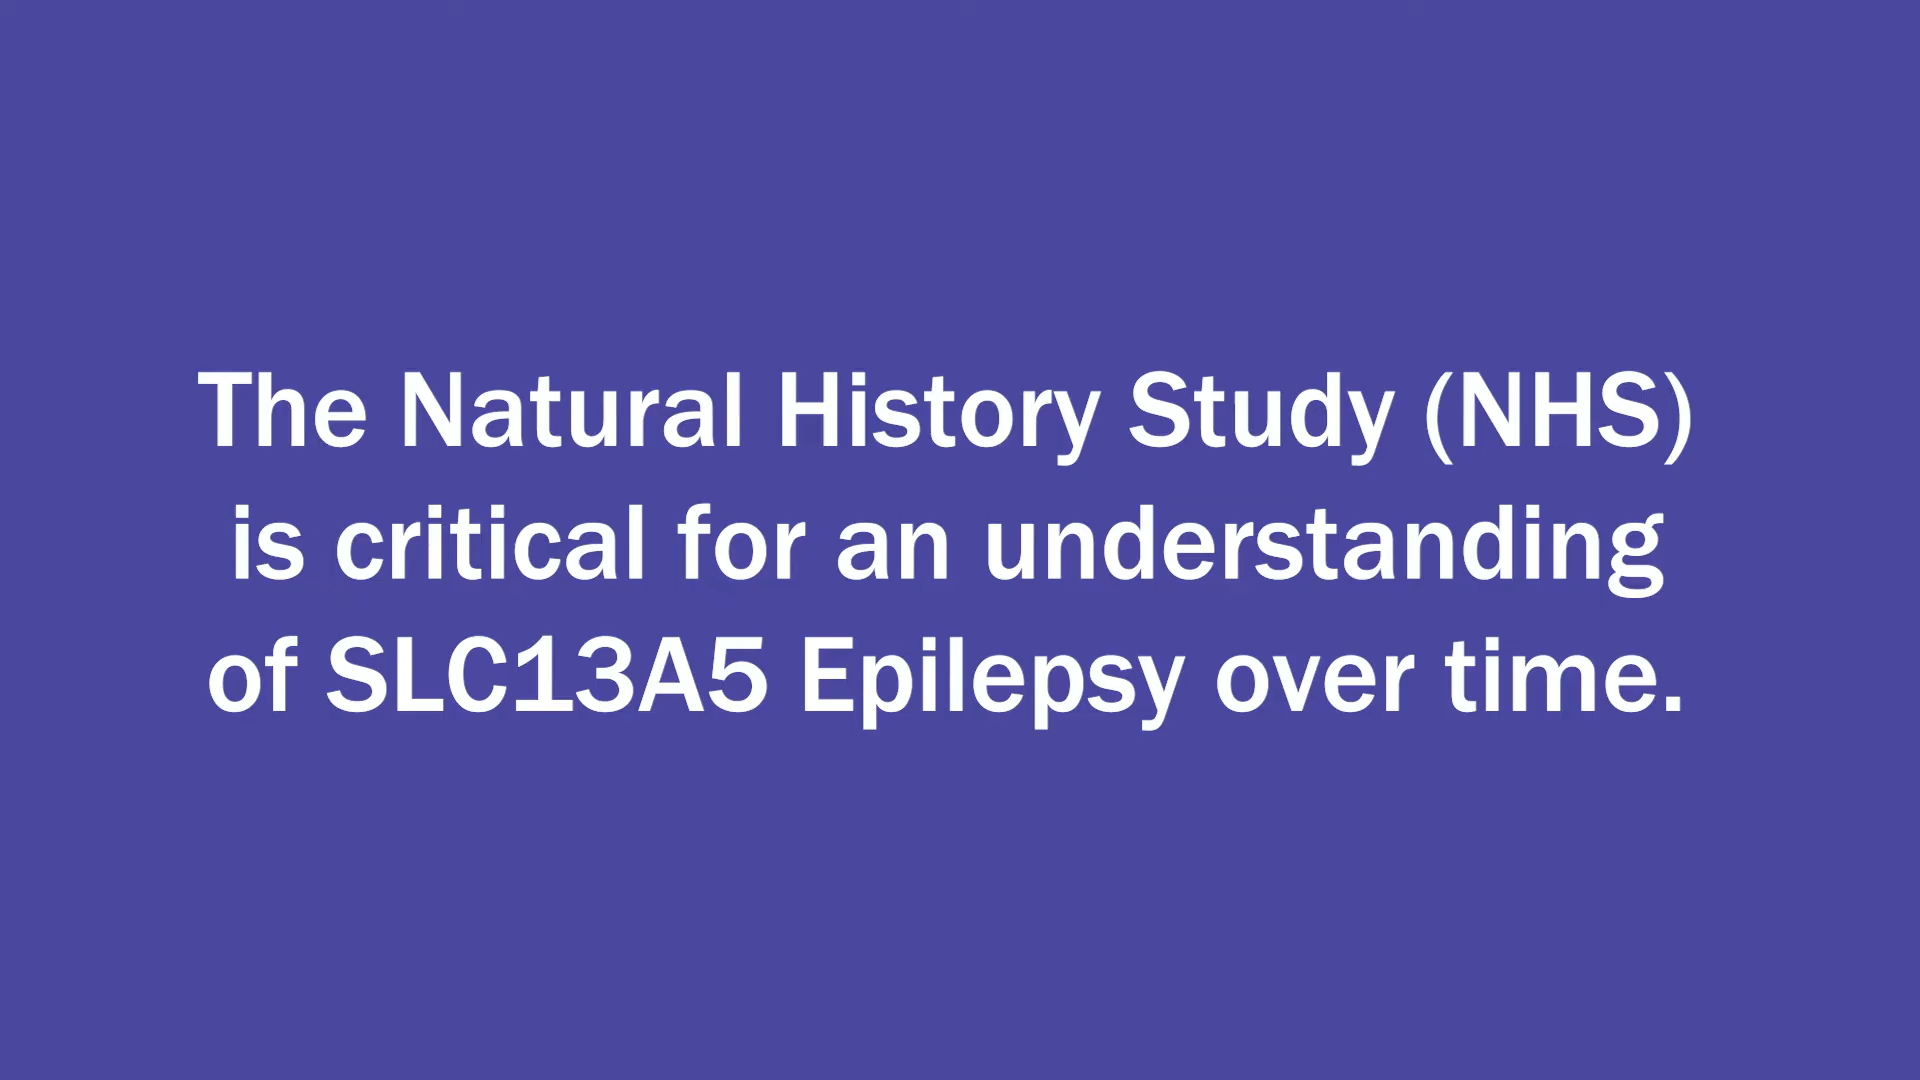 The Natural History Study (NHS)
is critical for an understanding
of SLC13A5 Epilepsy over time.